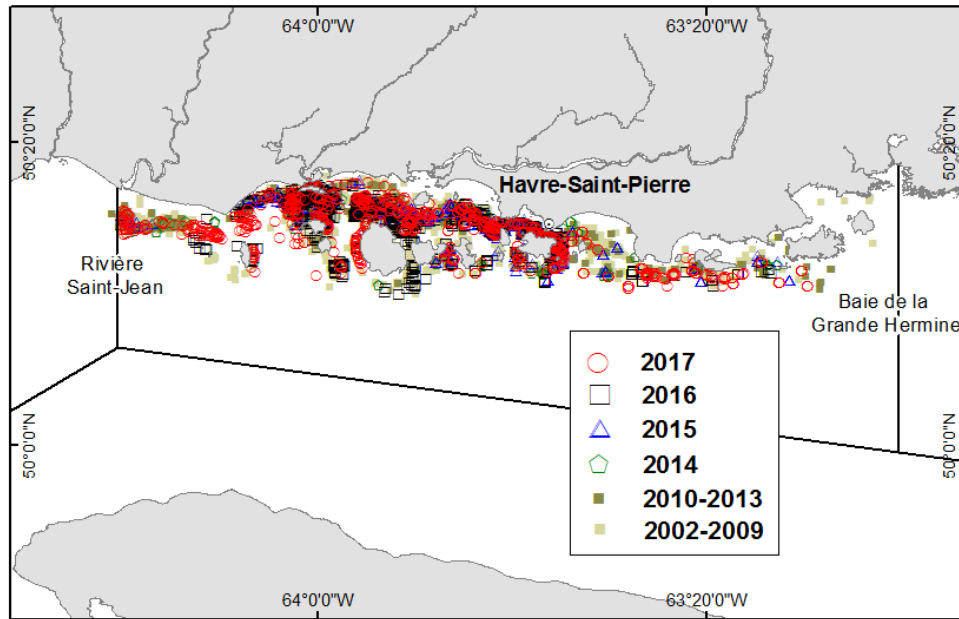 64°0'0"W
63°20'0"W
50°20'0"N
50°20'0"N
Havre-Saint-Pierre
Rivière
Saint-Jean
Baie de la
Grande Hermine
2017
2016
2015
2014
2010-2013
2002-2009
50°0'0"N
50°0'0"N
64°0'0"W
63°20'0"W